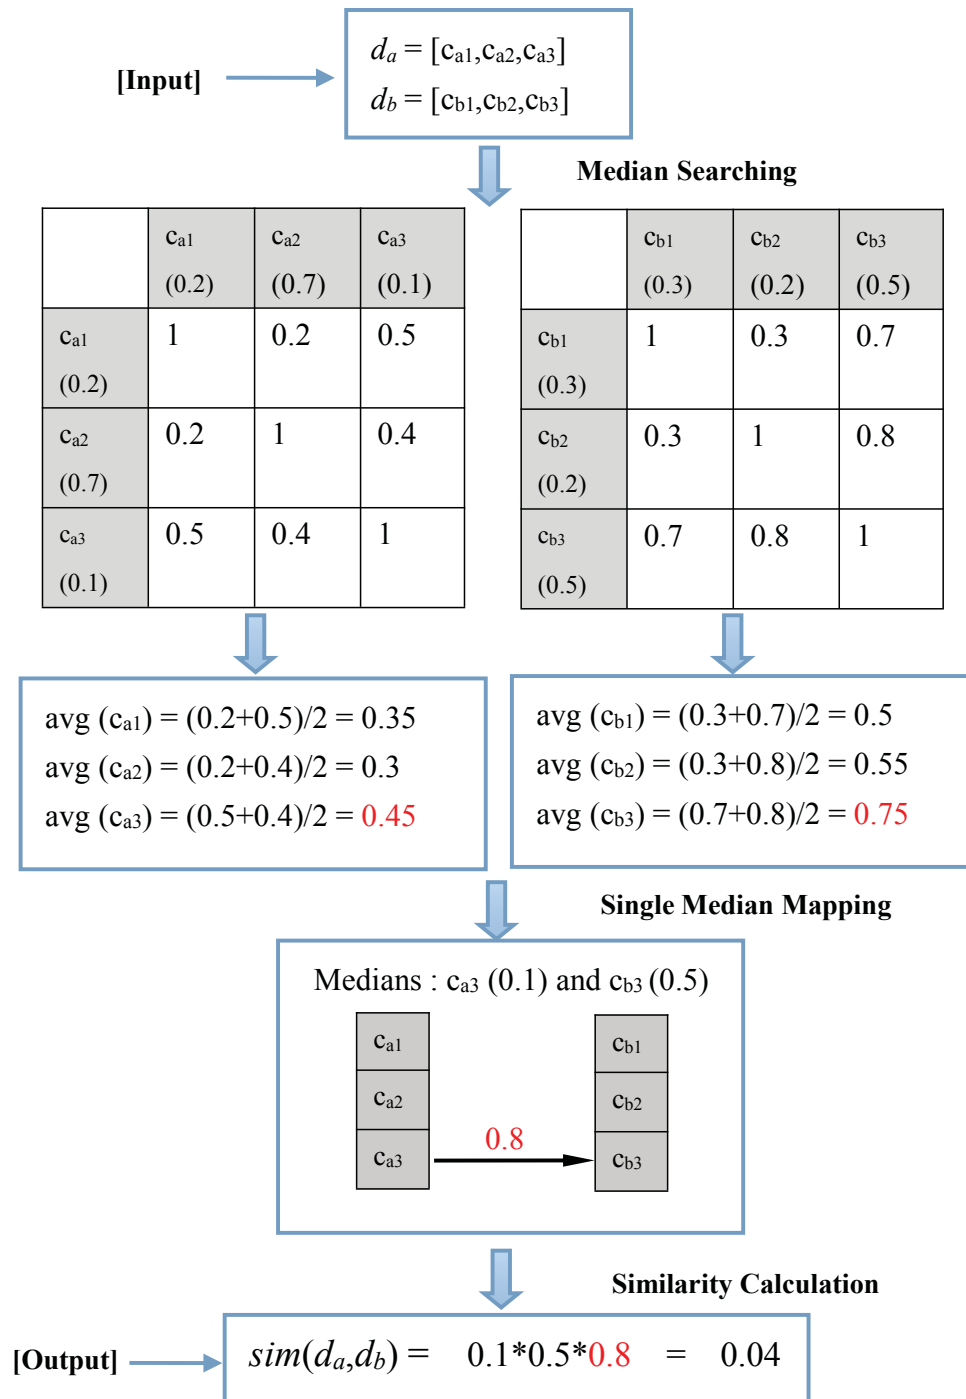 [Input]
d_a = [c_a1,c_a2,c_a3]
d_b = [c_b1,c_b2,c_b3]
Median Searching
c_a1 c_a2 c_a3
(0.2) (0.7) (0.1)
c_a1 1 0.2 0.5
(0.2)
c_a2 0.2 1 0.4
(0.7)
c_a3 0.5 0.4 1
(0.1)
c_b1 c_b2 c_b3
(0.3) (0.2) (0.5)
c_b1 1 0.3 0.7
(0.3)
c_b2 0.3 1 0.8
(0.2)
c_b3 0.7 0.8 1
(0.5)
avg (c_a1) = (0.2+0.5)/2 = 0.35
avg (c_a2) = (0.2+0.4)/2 = 0.3
avg (c_a3) = (0.5+0.4)/2 = 0.45
avg (c_b1) = (0.3+0.7)/2 = 0.5
avg (c_b2) = (0.3+0.8)/2 = 0.55
avg (c_b3) = (0.7+0.8)/2 = 0.75
Single Median Mapping
Medians : c_a3 (0.1) and c_b3 (0.5)
c_a1 c_b1
c_a2 c_b2
c_a3 0.8 c_b3
Similarity Calculation
[Output]
sim(d_a,d_b) = 0.1*0.5*0.8 = 0.04